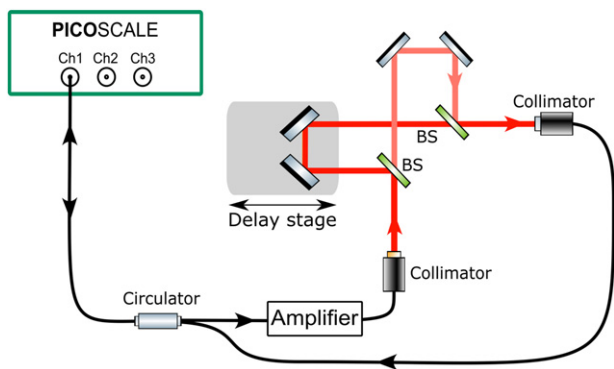 PICOSCALE
Ch1 Ch2 Ch3
Collimator
BS
BS
Delay stage
Collimator
Circulator
Amplifier